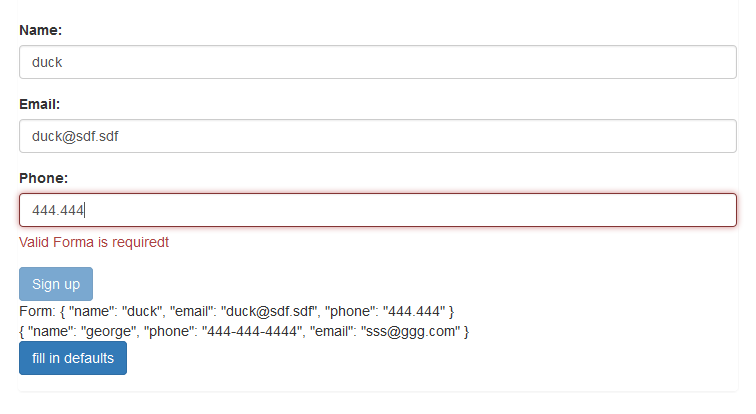 Name:
duck
Email:
duck@sdf.sdf
Phone:
444.444
Valid Forma is requiredt
Sign up
Form: { "name": "duck", "email": "duck@sdf.sdf", "phone": "444.444" }
{ "name": "george", "phone": "444-444-4444", "email": "sss@ggg.com" }
fill in defaults